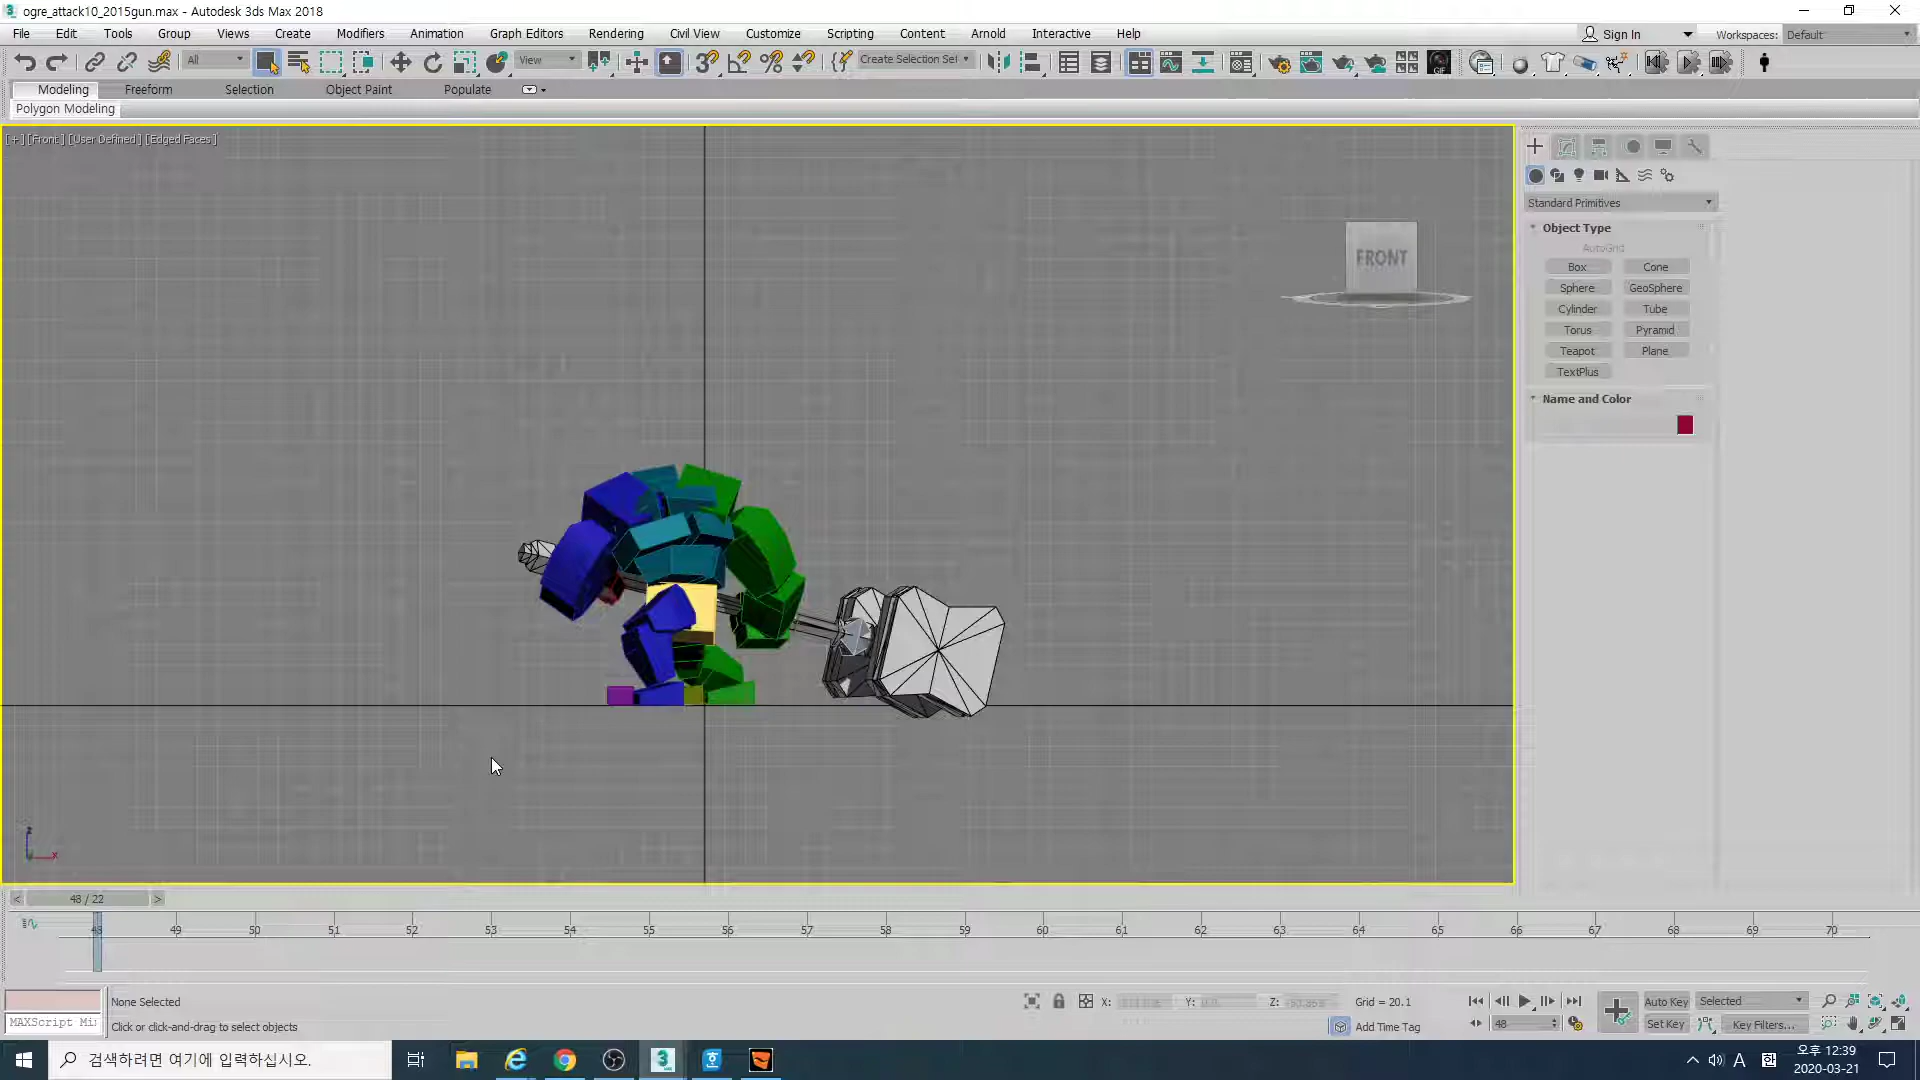 ogre_attack10_2015gun.max - Autodesk 3ds Max 2018
File Edit Tools Group Views Create Modifiers Animation Graph Editors Rendering Civil View Customize Scripting Content Arnold Interactive Help
Sign In Workspaces: Default
All View Create Selection Set
Modeling Freeform Selection Object Paint Populate
Polygon Modeling
[+] [Front] [User Defined] [Edged Faces]
FRONT
Standard Primitives
Object Type
AutoGrid
Box Cone
Sphere GeoSphere
Cylinder Tube
Torus Pyramid
Teapot Plane
TextPlus
Name and Color
z
x
< 48 / 22 >
48 49 50 51 52 53 54 55 56 57 58 59 60 61 62 63 64 65 66 67 68 69 70
None Selected
X: Y: Z: Grid = 20.1
Auto Key Selected
MAXScript Mi
Click or click-and-drag to select objects
Add Time Tag
48
Set Key Key Filters...
검색하려면 여기에 입력하십시오.
A 한
오후 12:39
2020-03-21